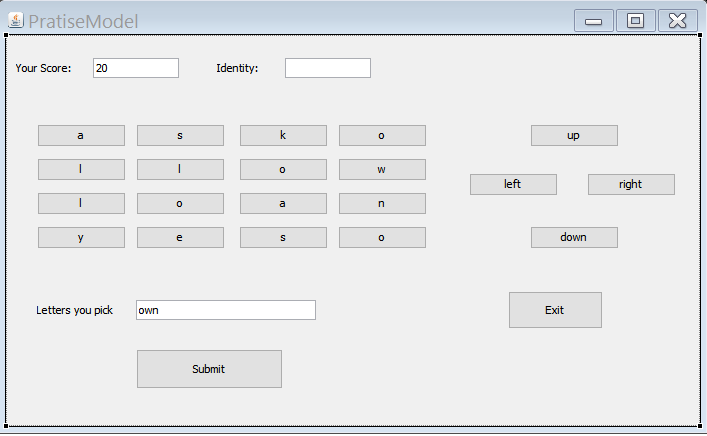 PratiseModel
Your Score: 20 Identity:
a s k o up
l l o w
left right
l o a n
y e s o down
Letters you pick own Exit
Submit